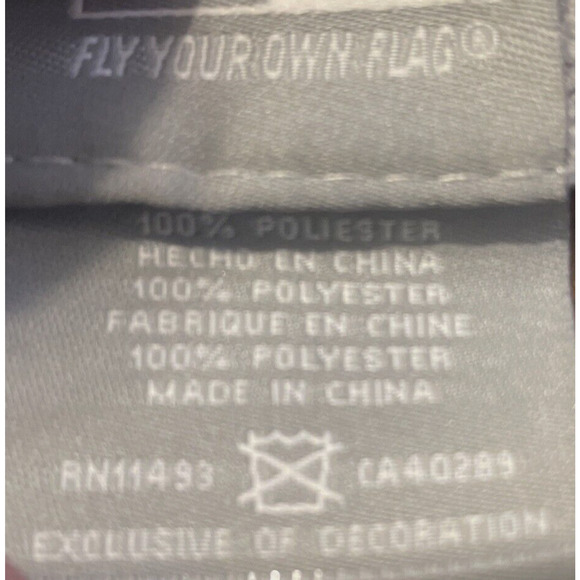 FLY YOUR OWN FLAG®
100% POLIESTER
HECHO EN CHINA
100% POLYESTER
FABRIQUE EN CHINE
100% POLYESTER
MADE IN CHINA
RN11493 CA40289
EXCLUSIVE OF DECORATION